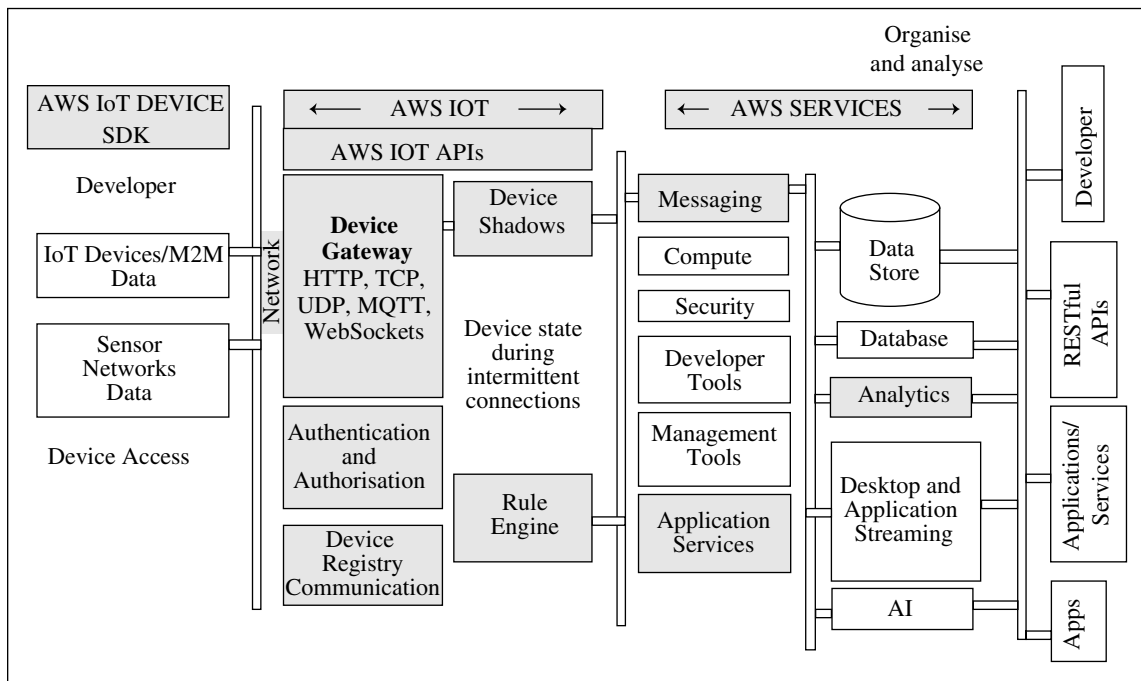 Organise
and analyse
AWS IoT DEVICE
SDK
Developer
IoT Devices/M2M
Data
Sensor
Networks
Data
Device Access
Network
← AWS IOT →
AWS IOT APIs
Device
Gateway
HTTP, TCP,
UDP, MQTT,
WebSockets
Authentication
and
Authorisation
Device
Registry
Communication
Device
Shadows
Device state
during
intermittent
connections
Rule
Engine
← AWS SERVICES →
Messaging
Compute
Security
Developer
Tools
Management
Tools
Application
Services
Data
Store
Database
Analytics
Desktop and
Application
Streaming
AI
Developer
RESTful
APIs
Applications/
Services
Apps